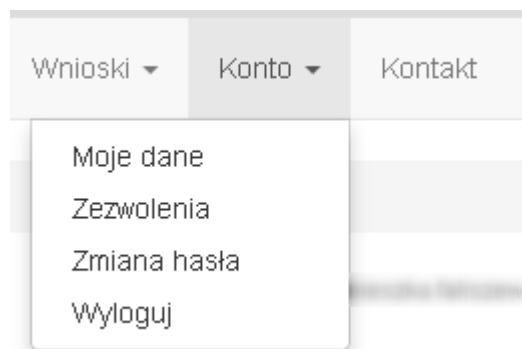 Wnioski Konto Kontakt
Moje dane
Zezwolenia
Zmiana hasła
Wyloguj